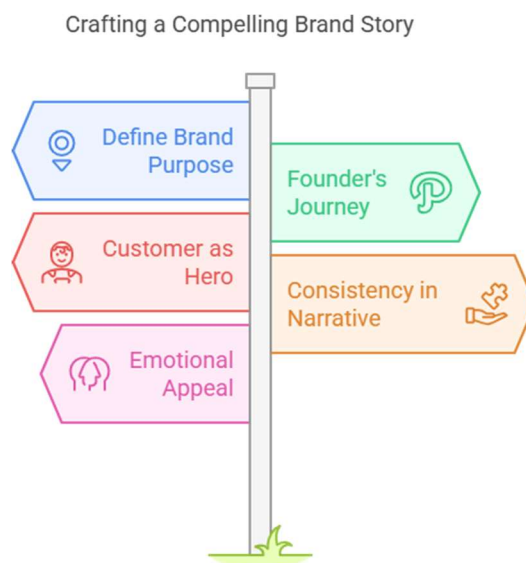 Crafting a Compelling Brand Story
Define Brand
Purpose
Founder's
Journey
Customer as
Hero
Consistency in
Narrative
Emotional
Appeal